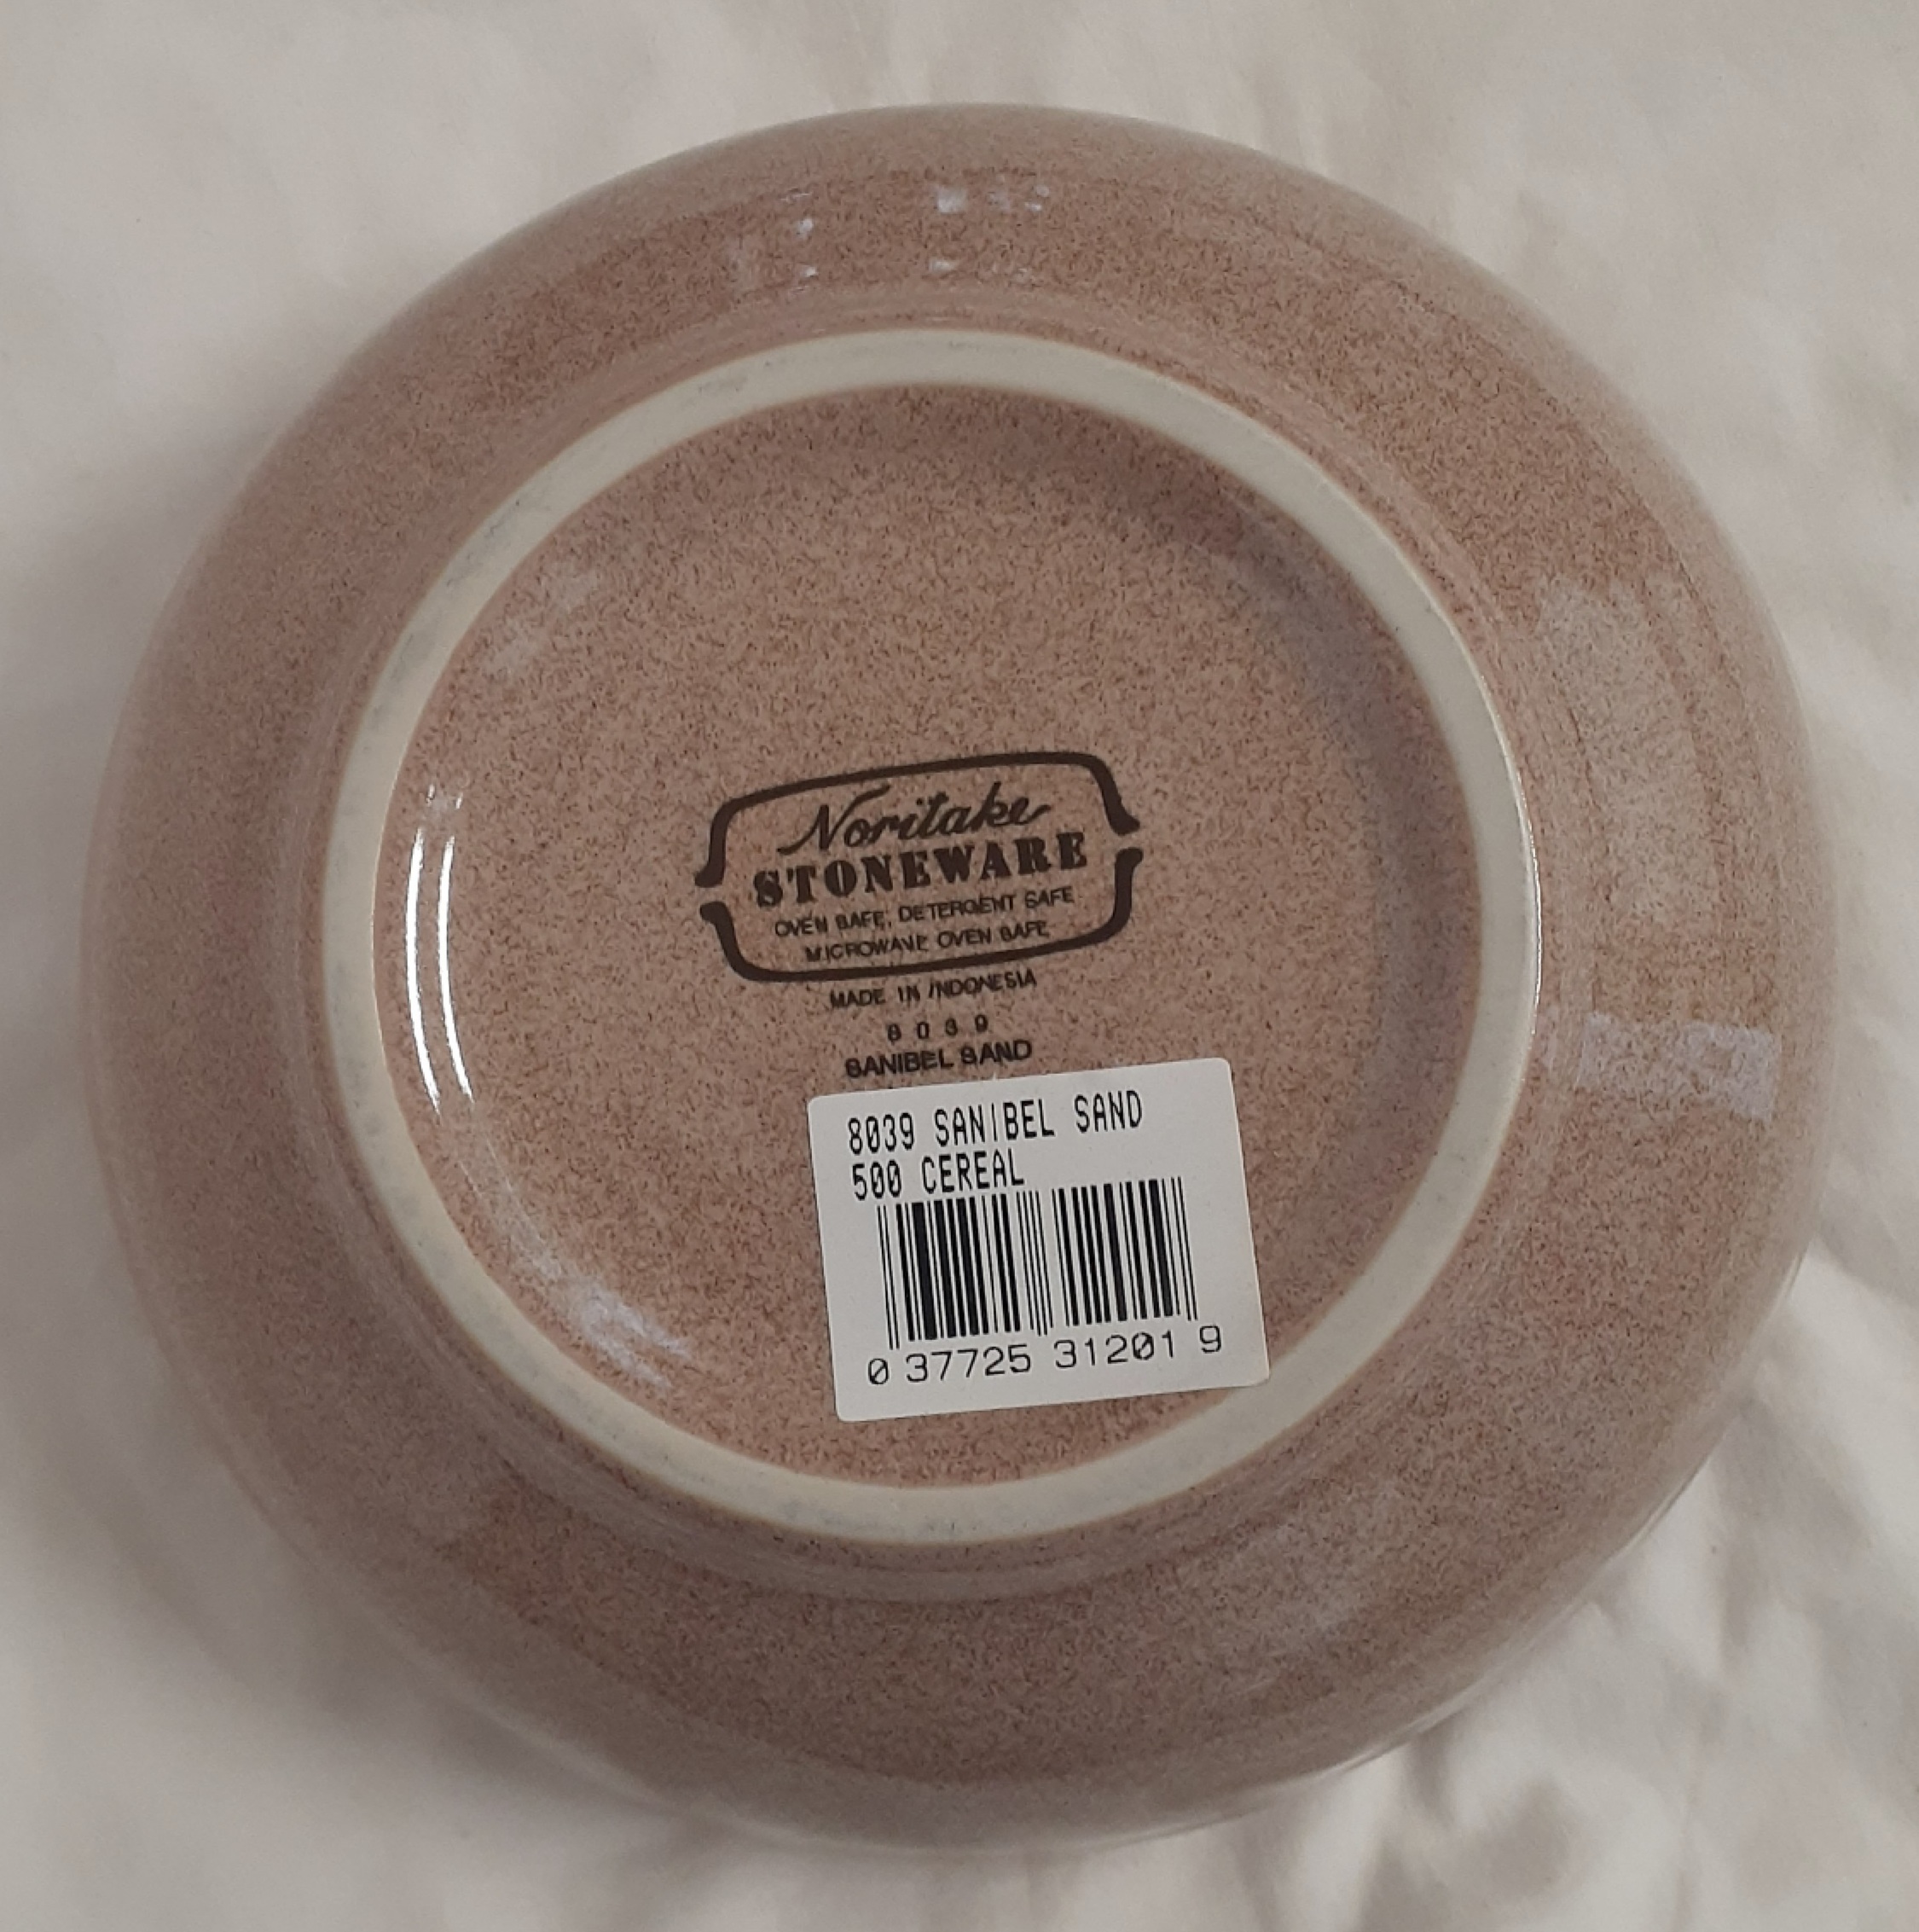 Noritake
STONEWARE
OVEN SAFE, DETERGENT SAFE
MICROWAVE OVEN SAFE
MADE IN INDONESIA
8039
SANIBEL SAND
8039 SANIBEL SAND
500 CEREAL
0 37725 31201 9